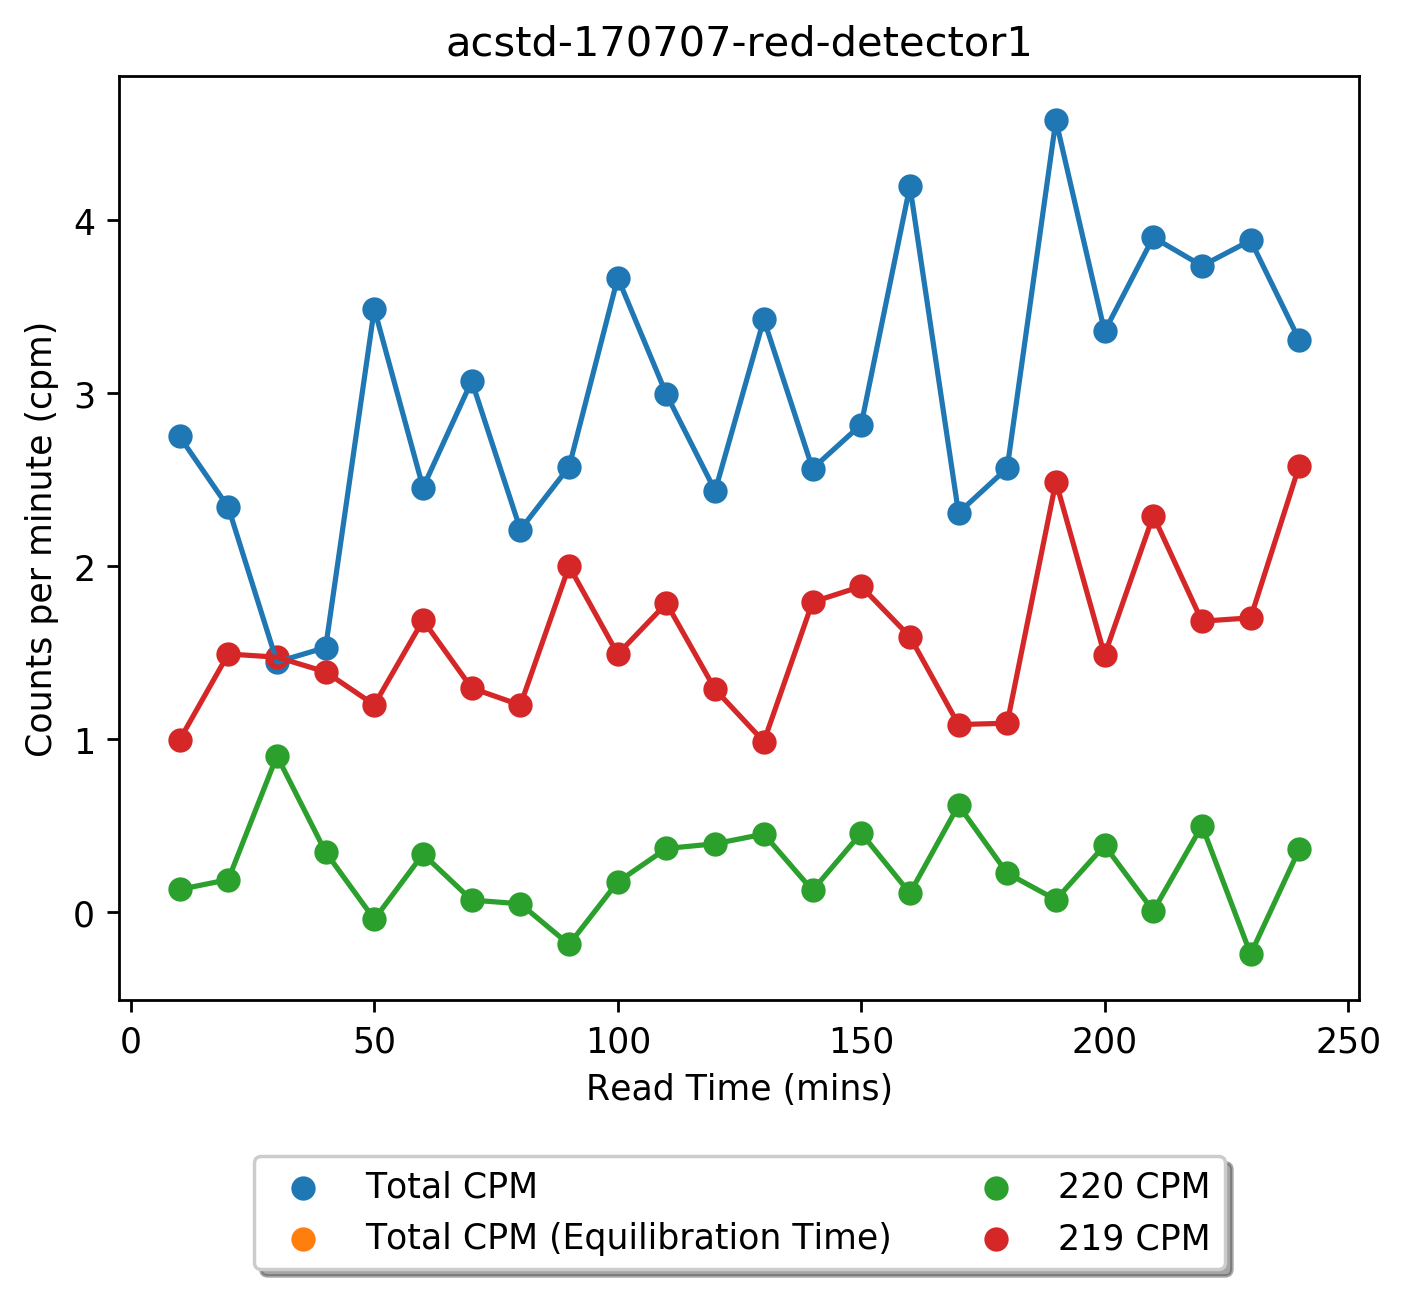 acstd-170707-red-detector1
Counts per minute (cpm)
4
3
2
1
0
0 50 100 150 200 250
Read Time (mins)
Total CPM
Total CPM (Equilibration Time)
220 CPM
219 CPM